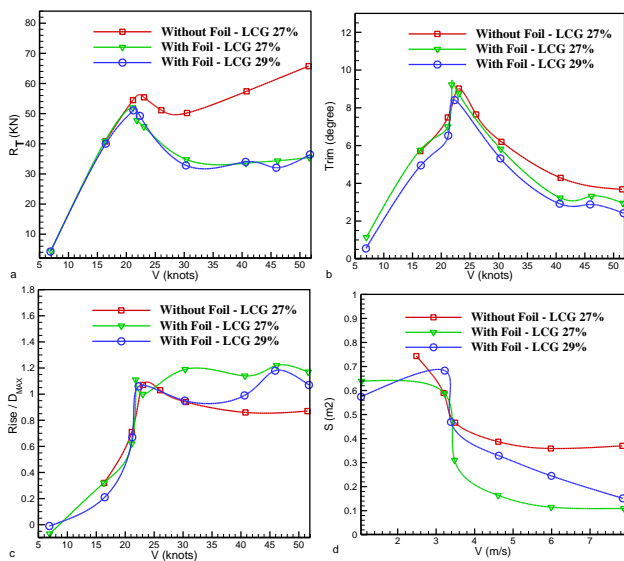 80
70
60
50
40
30
20
10
R_T (KN)
5 10 15 20 25 30 35 40 45 50
V (knots)
a
Without Foil - LCG 27%
With Foil - LCG 27%
With Foil - LCG 29%
12
10
8
6
4
2
0
Trim (degree)
5 10 15 20 25 30 35 40 45 50
V (knots)
b
Without Foil - LCG 27%
With Foil - LCG 27%
With Foil - LCG 29%
1.8
1.6
1.4
1.2
1
0.8
0.6
0.4
0.2
0
Rise / D_MAX
5 10 15 20 25 30 35 40 45 50
V (knots)
c
Without Foil - LCG 27%
With Foil - LCG 27%
With Foil - LCG 29%
1
0.9
0.8
0.7
0.6
0.5
0.4
0.3
0.2
0.1
0
S (m2)
2 4 6
V (m/s)
d
Without Foil - LCG 27%
With Foil - LCG 27%
With Foil - LCG 29%